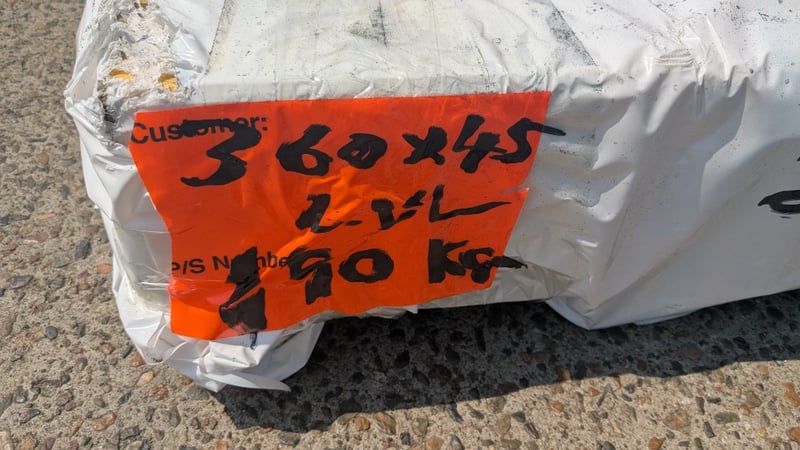 Customer:
360x45
LVL
P/S Number
190 KG